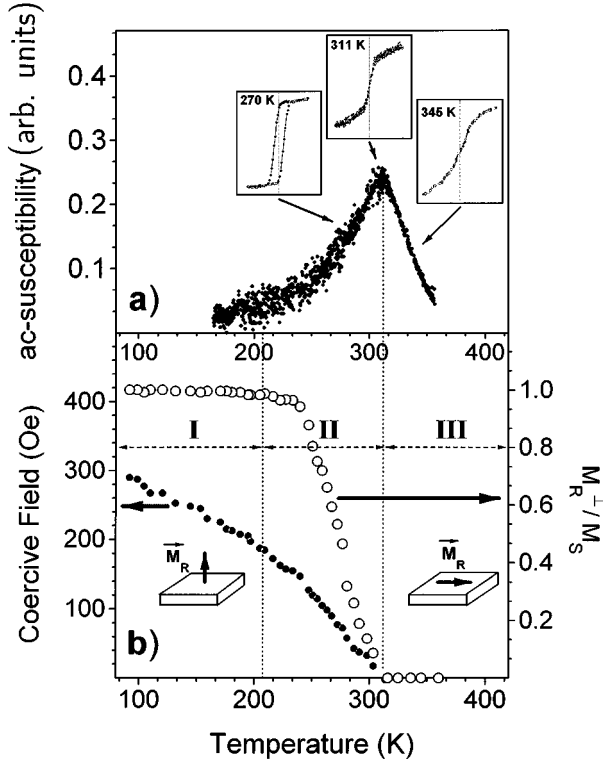 ac-susceptibility (arb. units)
0.4
0.3
0.2
0.1
270 K
311 K
345 K
a)
100 200 300 400
Coercive Field (Oe)
400
300
200
100
I II III
1.0
0.8
0.6
0.4
0.2
M_R^⊥/M_S
M_R
M_R
b)
100 200 300 400
Temperature (K)